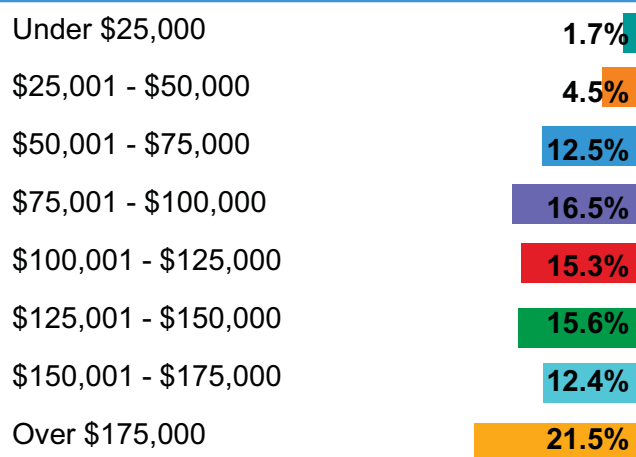 Under $25,000 1.7%
$25,001 - $50,000 4.5%
$50,001 - $75,000 12.5%
$75,001 - $100,000 16.5%
$100,001 - $125,000 15.3%
$125,001 - $150,000 15.6%
$150,001 - $175,000 12.4%
Over $175,000 21.5%